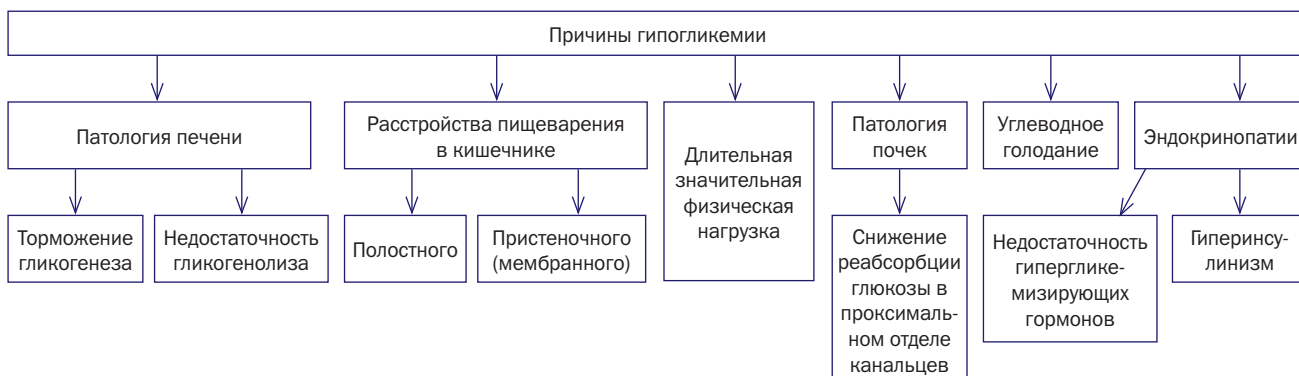 Причины гипогликемии
Патология печени
Расстройства пищеварения
в кишечнике
Длительная
значительная
физическая
нагрузка
Патология
почек
Углеводное
голодание
Эндокринопатии
Торможение
гликогенеза
Недостаточность
гликогенолиза
Полостного
Пристеночного
(мембранного)
Снижение
реабсорбции
глюкозы в
проксималь-
ном отделе
канальцев
Недостаточность
гипергликe-
мизирующих
гормонов
Гиперинсу-
линизм